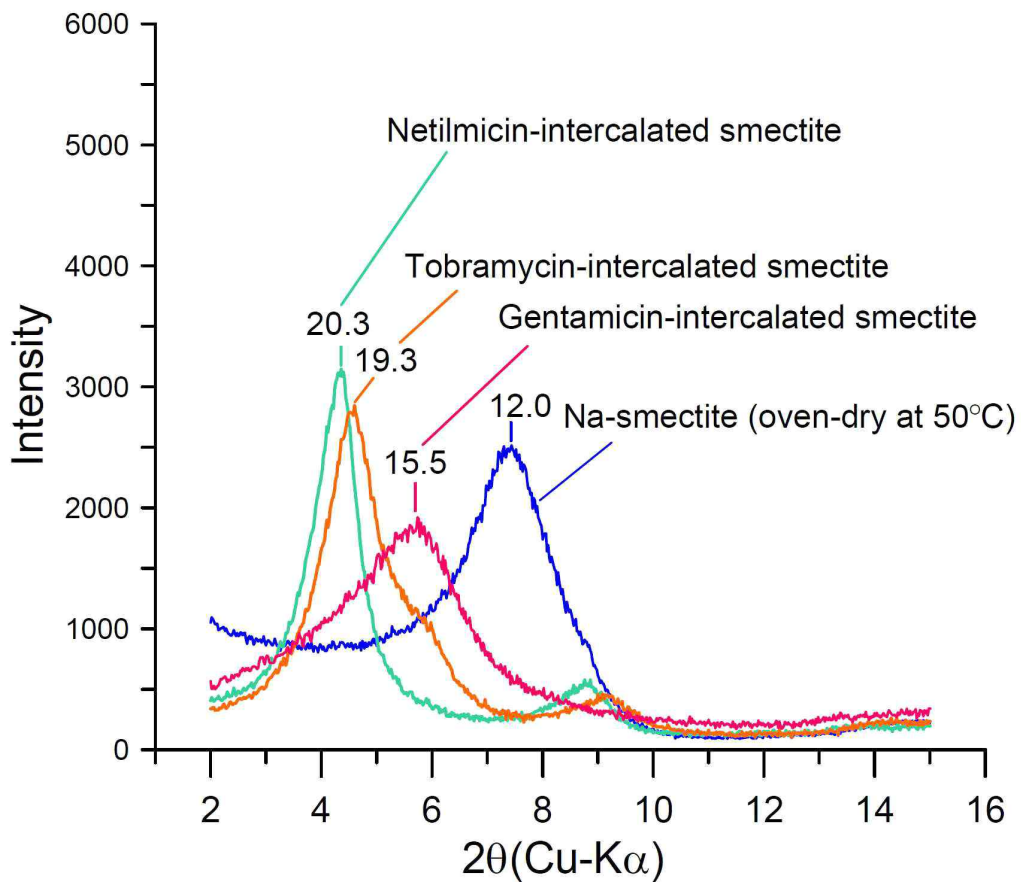 6000
5000
4000
3000
2000
1000
0
Intensity
Netilmicin-intercalated smectite
Tobramycin-intercalated smectite
Gentamicin-intercalated smectite
Na-smectite (oven-dry at 50°C)
20.3
19.3
15.5
12.0
2 4 6 8 10 12 14 16
2θ(Cu-Kα)